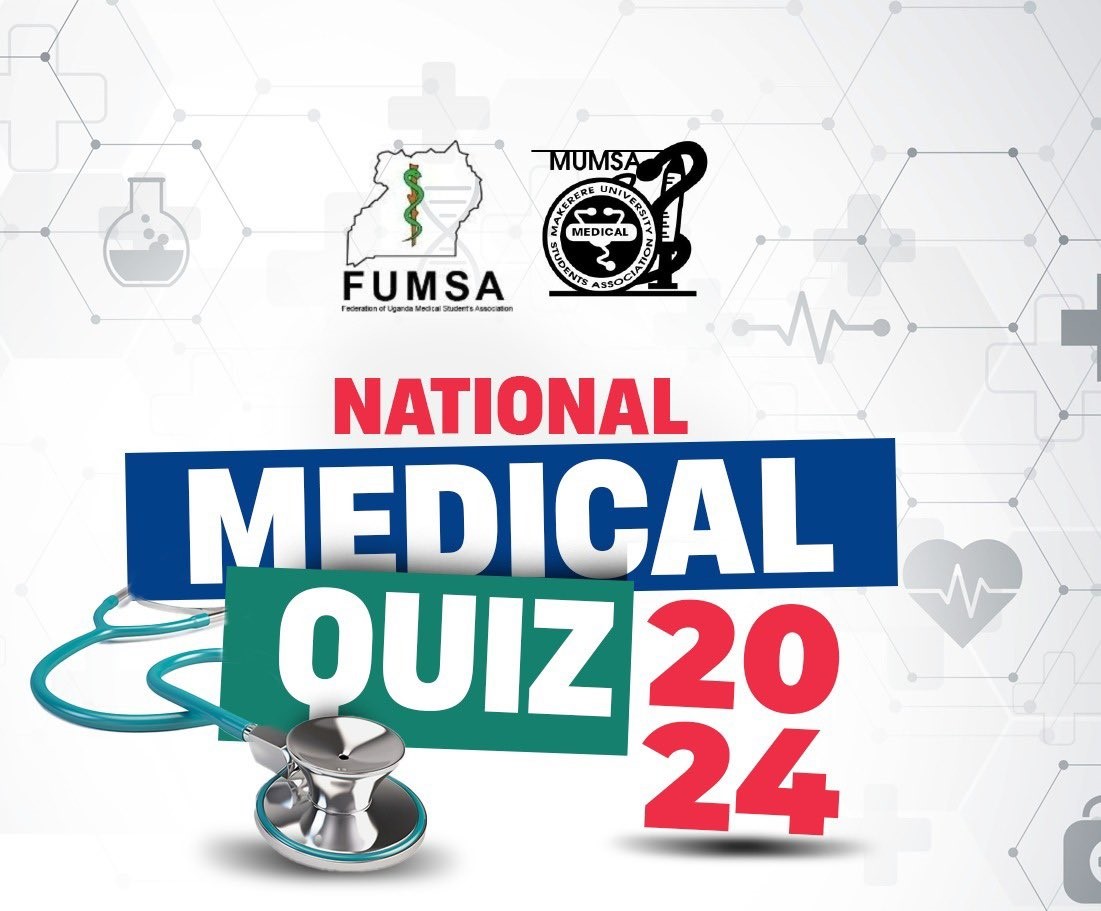 FUMSA
Federation of Uganda Medical Student's Association
MUMSA
MAKERERE UNIVERSITY
MEDICAL
STUDENTS ASSOCIATION
NATIONAL
MEDICAL
QUIZ
20
24